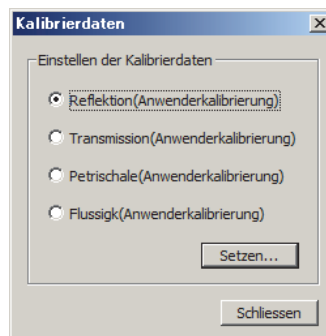 Kalibrierdaten
Einstellen der Kalibrierdaten
Reflektion(Anwenderkalibrierung)
Transmission(Anwenderkalibrierung)
Petrischale(Anwenderkalibrierung)
Flussigk(Anwenderkalibrierung)
Setzen...
Schliessen